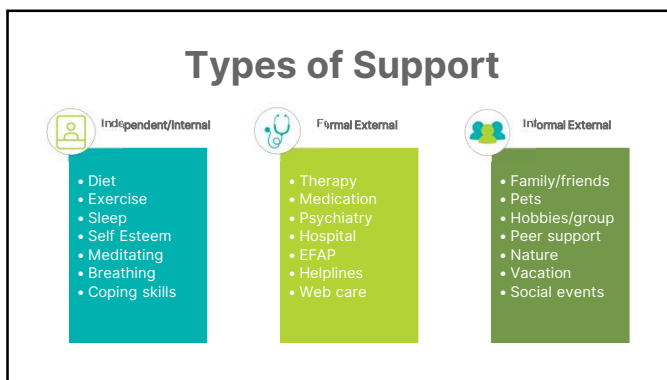 Types of Support
Independent/Internal
• Diet
• Exercise
• Sleep
• Self Esteem
• Meditating
• Breathing
• Coping skills
Formal External
• Therapy
• Medication
• Psychiatry
• Hospital
• EFAP
• Helplines
• Web care
Informal External
• Family/friends
• Pets
• Hobbies/group
• Peer support
• Nature
• Vacation
• Social events